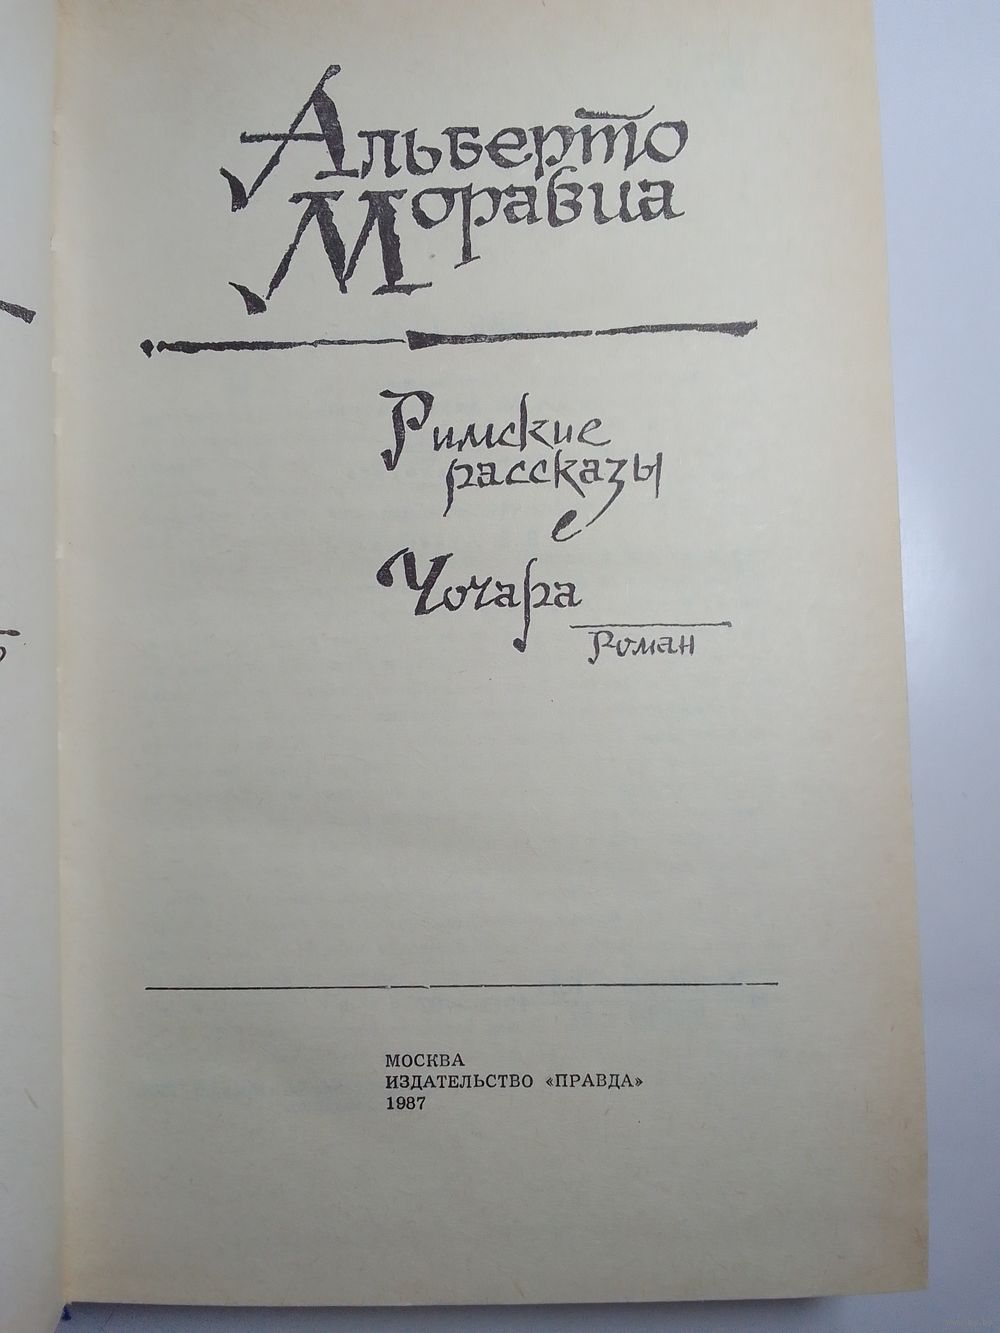 Альберто
Моравиа
Римские
рассказы
Чочара
Роман
МОСКВА
ИЗДАТЕЛЬСТВО «ПРАВДА»
1987